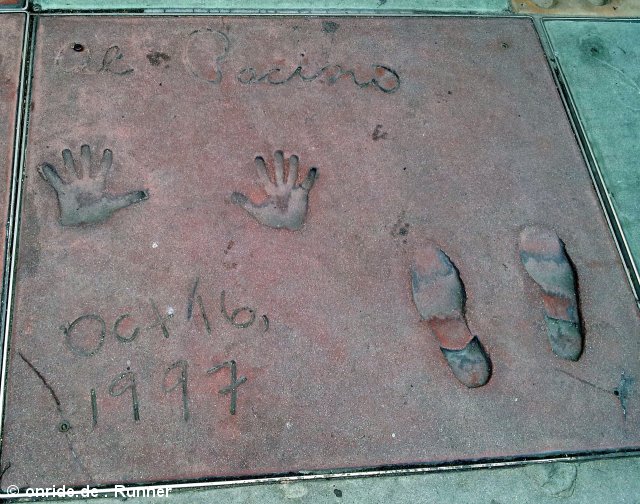 Al Pacino
Oct 16,
1997
© onride.de . Runner